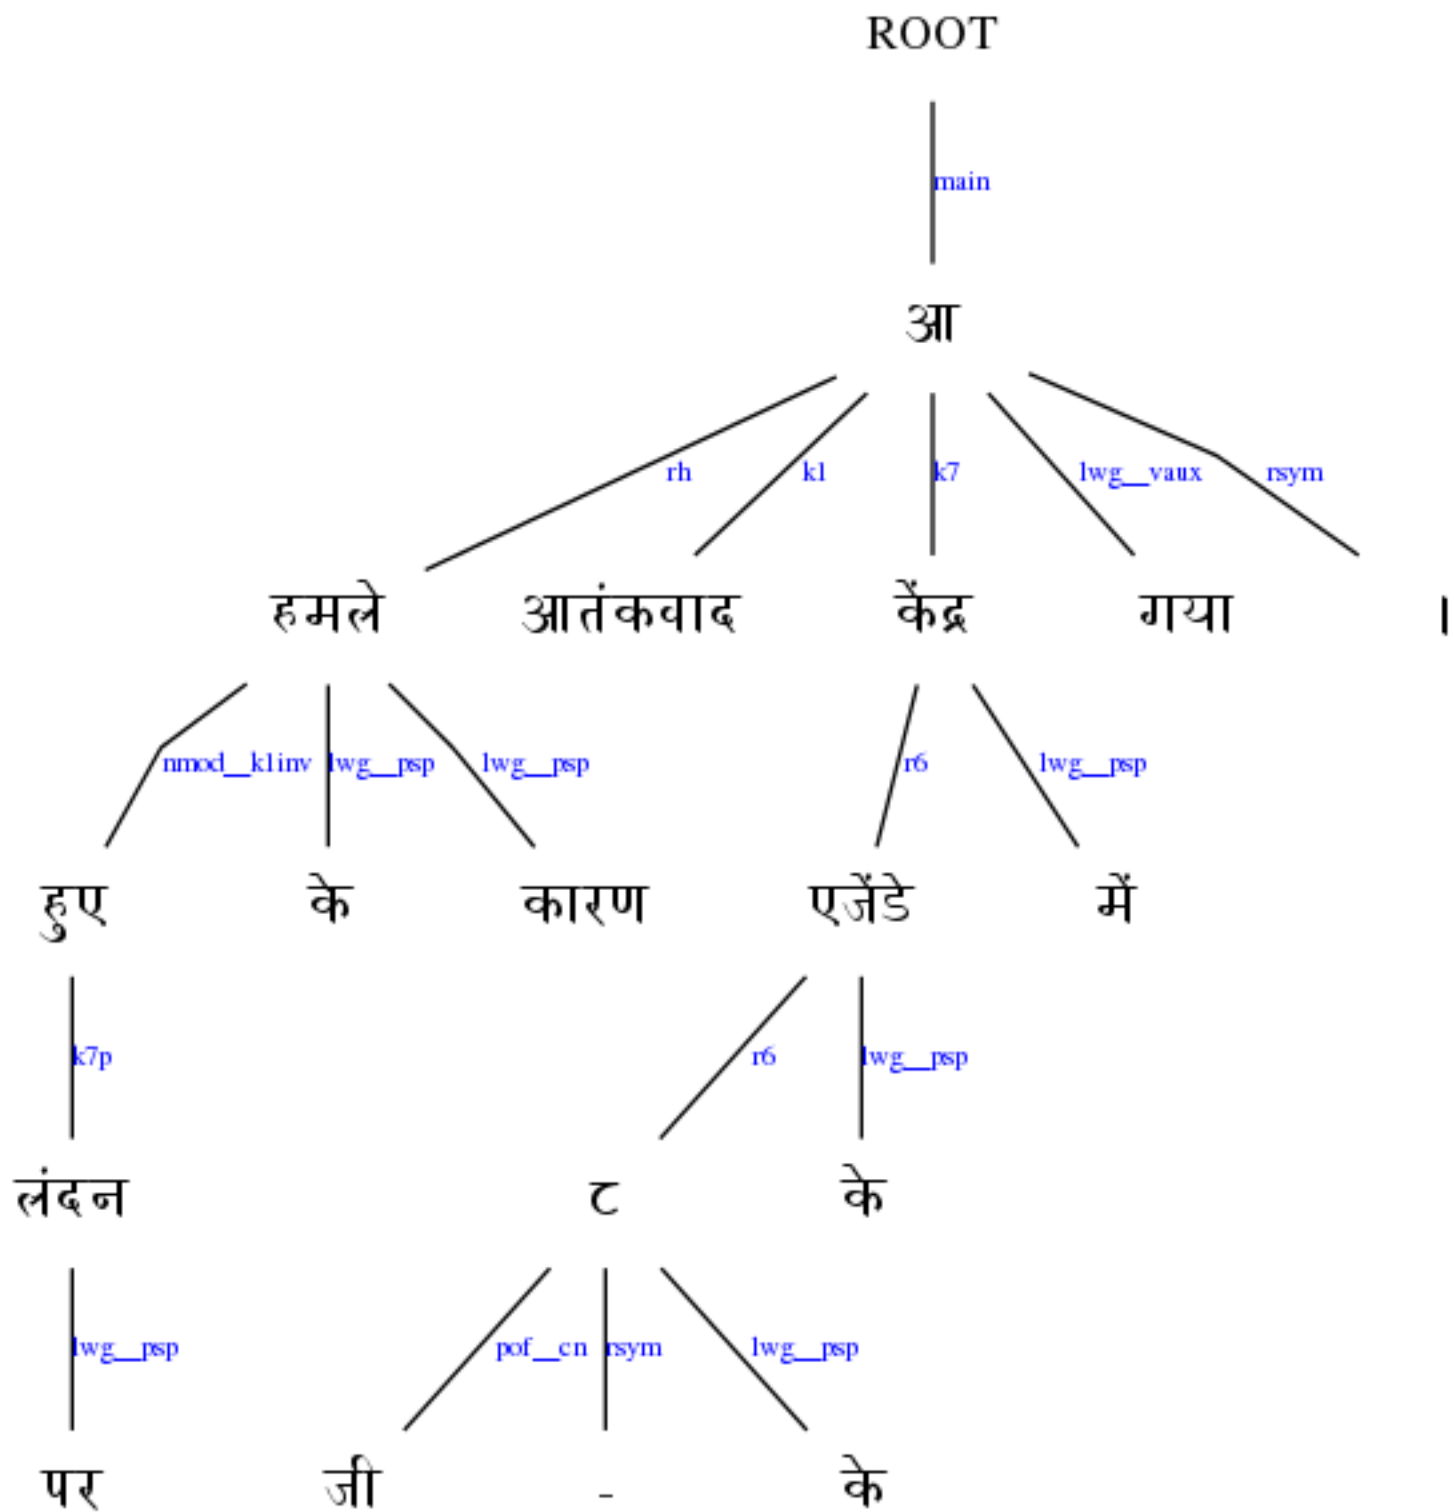 ROOT
main
आ
rh k1 k7 lwg__vaux rsym
हमले आतंकवाद केंद्र गया ।
nmod__k1inv lwg__psp lwg__psp r6 lwg__psp
हुए के कारण एजेंडे में
k7p r6 lwg__psp
लंदन ट के
lwg__psp pof__cn rsym lwg__psp
पर जी - के